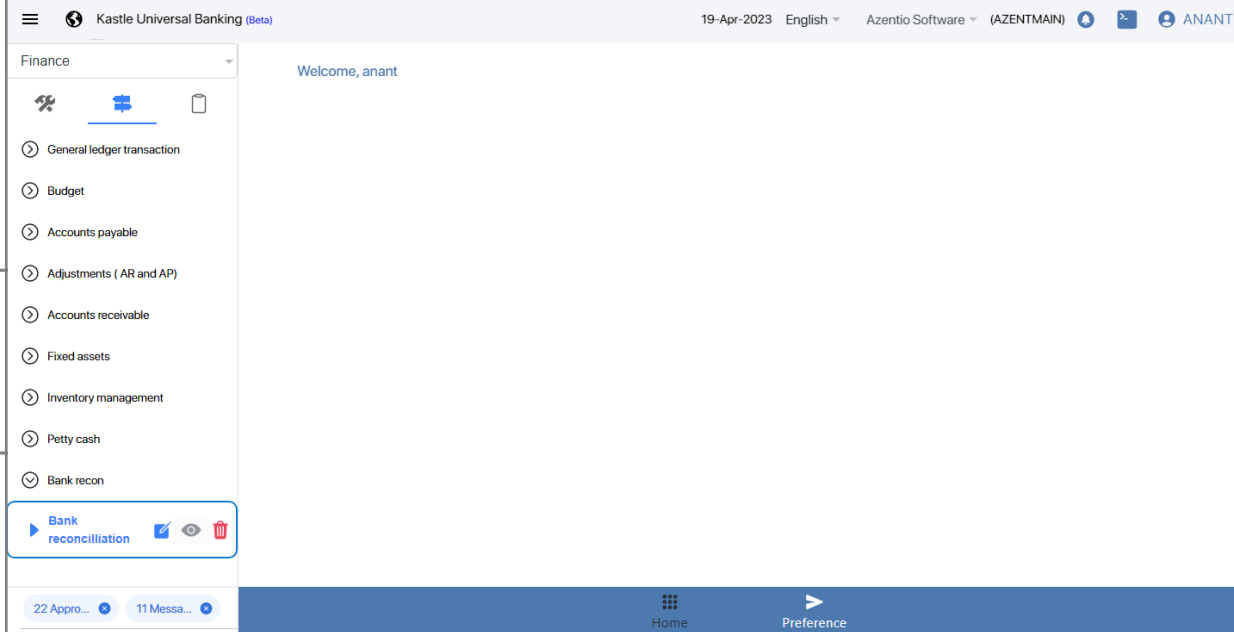 Kastle Universal Banking (Beta)
19-Apr-2023 English Azentio Software (AZENTMAIN) ANANT
Finance
Welcome, anant
General ledger transaction
Budget
Accounts payable
Adjustments ( AR and AP)
Accounts receivable
Fixed assets
Inventory management
Petty cash
Bank recon
Bank
reconcilliation
22 Appro... 11 Messa...
Home Preference